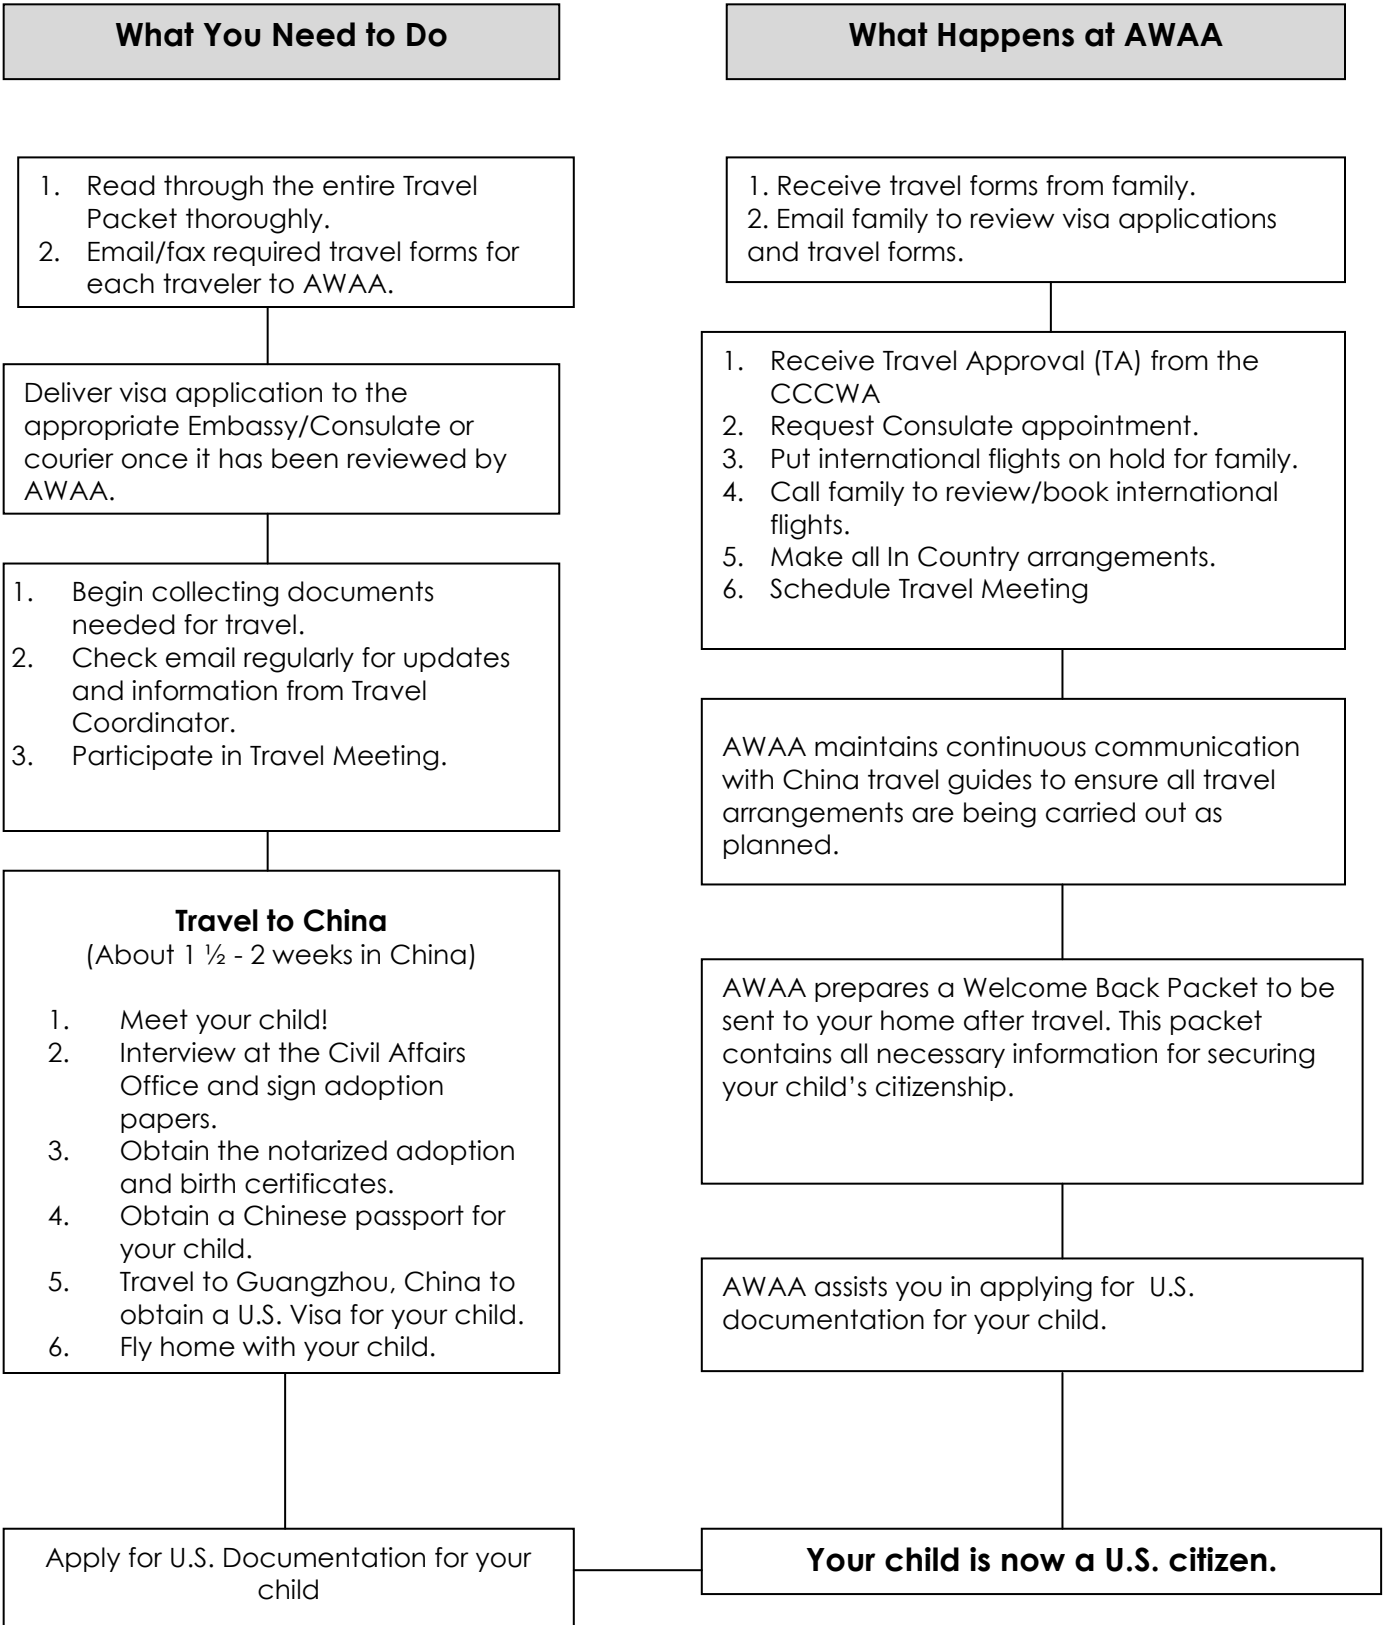 What You Need to Do
1. Read through the entire Travel
Packet thoroughly.
2. Email/fax required travel forms for
each traveler to AWAA.
Deliver visa application to the
appropriate Embassy/Consulate or
courier once it has been reviewed by
AWAA.
1. Begin collecting documents
needed for travel.
2. Check email regularly for updates
and information from Travel
Coordinator.
3. Participate in Travel Meeting.
Travel to China
(About 1 ½ - 2 weeks in China)
1. Meet your child!
2. Interview at the Civil Affairs
Office and sign adoption
papers.
3. Obtain the notarized adoption
and birth certificates.
4. Obtain a Chinese passport for
your child.
5. Travel to Guangzhou, China to
obtain a U.S. Visa for your child.
6. Fly home with your child.
Apply for U.S. Documentation for your
child
What Happens at AWAA
1. Receive travel forms from family.
2. Email family to review visa applications
and travel forms.
1. Receive Travel Approval (TA) from the
CCCWA
2. Request Consulate appointment.
3. Put international flights on hold for family.
4. Call family to review/book international
flights.
5. Make all In Country arrangements.
6. Schedule Travel Meeting
AWAA maintains continuous communication
with China travel guides to ensure all travel
arrangements are being carried out as
planned.
AWAA prepares a Welcome Back Packet to be
sent to your home after travel. This packet
contains all necessary information for securing
your child’s citizenship.
AWAA assists you in applying for  U.S.
documentation for your child.
Your child is now a U.S. citizen.